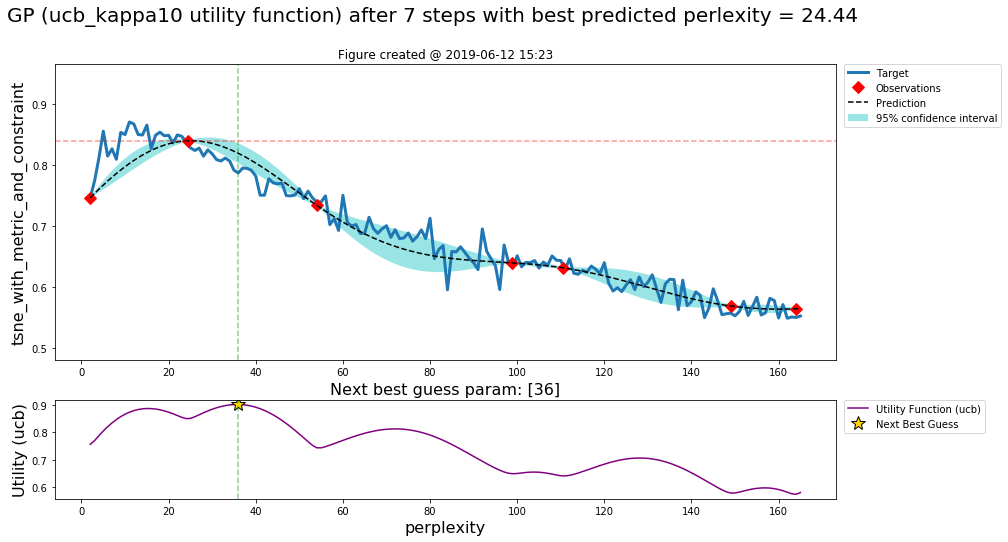 GP (ucb_kappa10 utility function) after 7 steps with best predicted perlexity = 24.44
Figure created @ 2019-06-12 15:23
tsne_with_metric_and_constraint
0.9
0.8
0.7
0.6
0.5
0 20 40 60 80 100 120 140 160
Target
Observations
Prediction
95% confidence interval
Next best guess param: [36]
Utility (ucb)
0.9
0.8
0.7
0.6
0 20 40 60 80 100 120 140 160
perplexity
Utility Function (ucb)
Next Best Guess